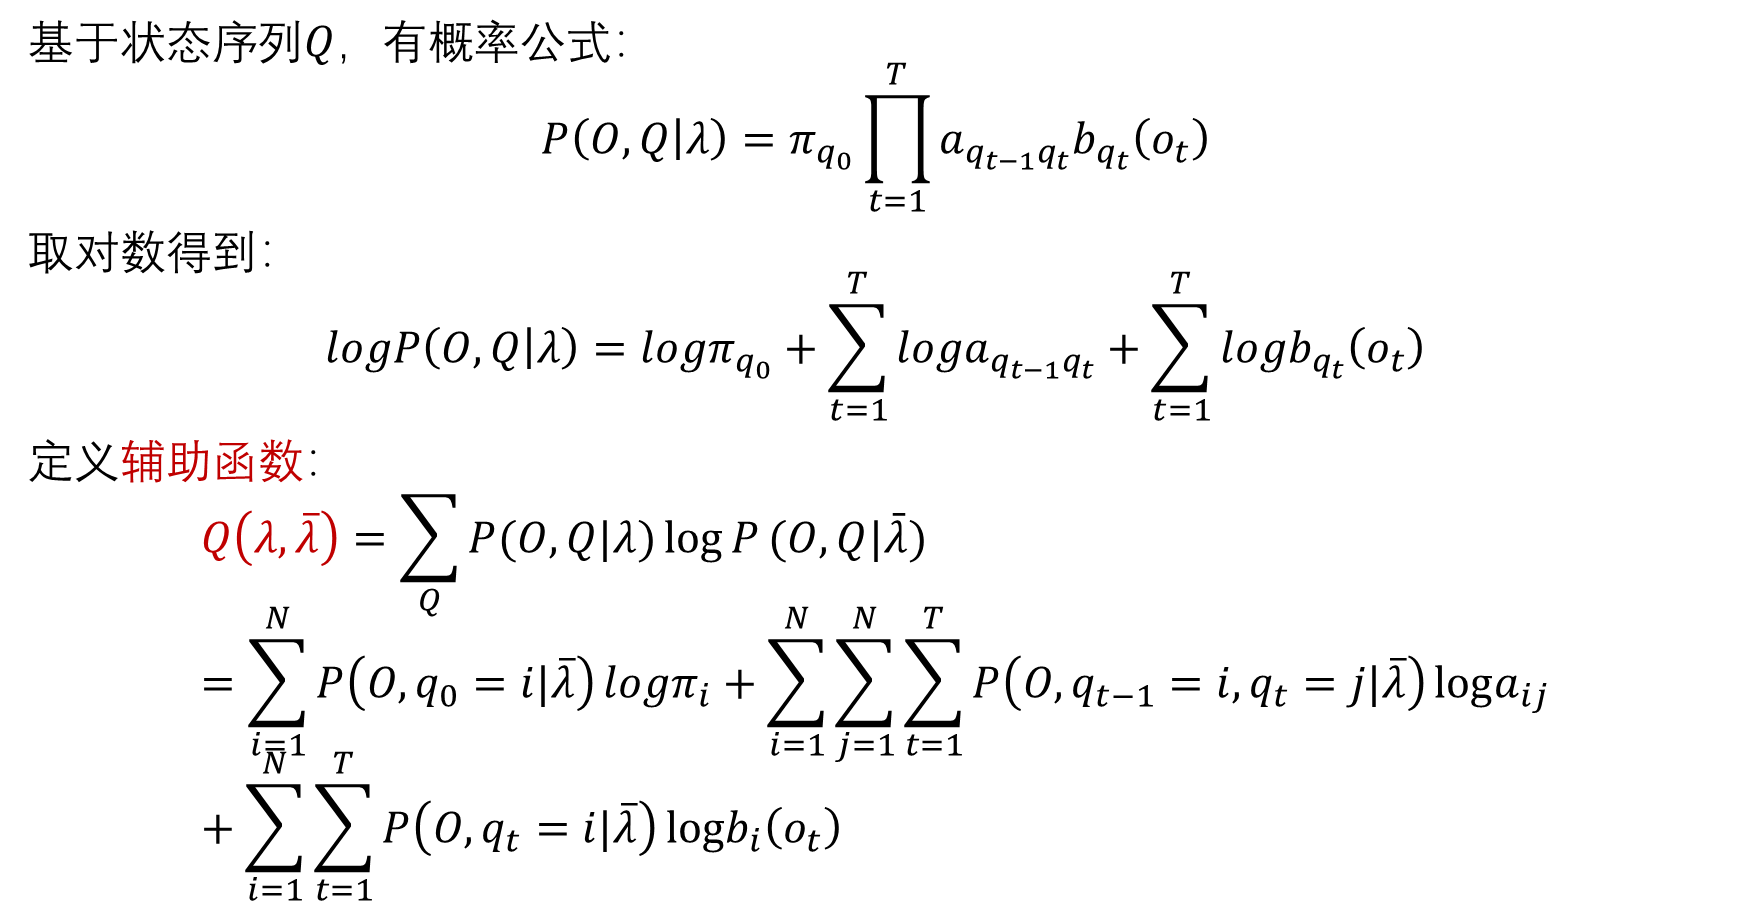 基于状态序列Q，有概率公式：
P(O,Q|λ) = π_{q_0} ∏_{t=1}^{T} a_{q_{t−1}q_t} b_{q_t}(o_t)
取对数得到：
logP(O,Q|λ) = logπ_{q_0} + ∑_{t=1}^{T} loga_{q_{t−1}q_t} + ∑_{t=1}^{T} logb_{q_t}(o_t)
定义辅助函数：
Q(λ,λ̄) = ∑_{Q} P(O,Q|λ) log P (O,Q|λ̄)
= ∑_{i=1}^{N} P(O,q_0 = i|λ̄) logπ_i + ∑_{i=1}^{N} ∑_{j=1}^{N} ∑_{t=1}^{T} P(O,q_{t−1} = i,q_t = j|λ̄) loga_{ij}
+ ∑_{i=1}^{N} ∑_{t=1}^{T} P(O,q_t = i|λ̄) logb_i(o_t)